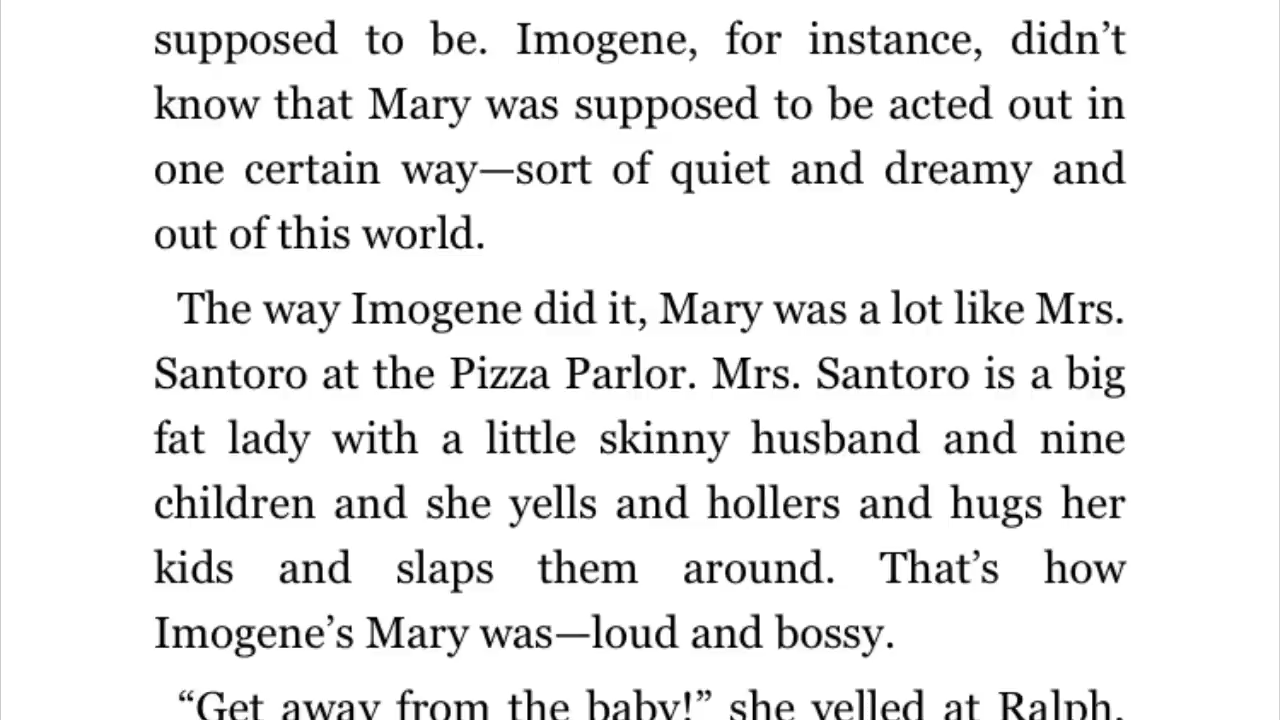 supposed to be. Imogene, for instance, didn’t
know that Mary was supposed to be acted out in
one certain way—sort of quiet and dreamy and
out of this world.
The way Imogene did it, Mary was a lot like Mrs.
Santoro at the Pizza Parlor. Mrs. Santoro is a big
fat lady with a little skinny husband and nine
children and she yells and hollers and hugs her
kids and slaps them around. That’s how
Imogene’s Mary was—loud and bossy.
“Get away from the baby!” she yelled at Ralph,